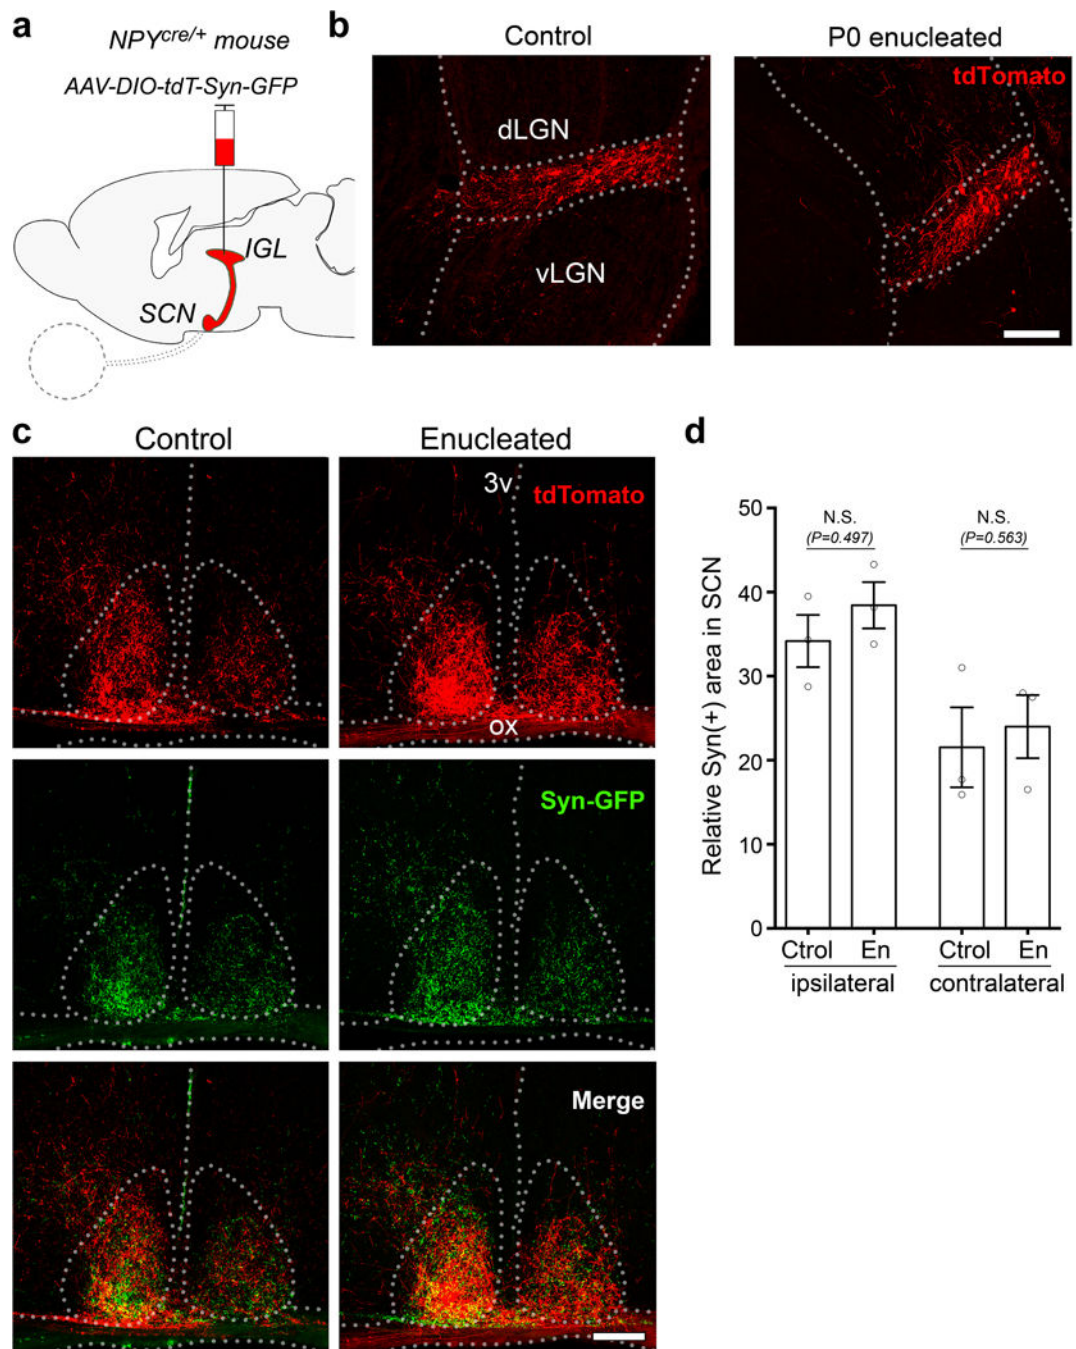 a
NPYcre/+ mouse
AAV-DIO-tdT-Syn-GFP
IGL
SCN
b
Control
P0 enucleated
tdTomato
dLGN
vLGN
c
Control
Enucleated
3v
tdTomato
ox
Syn-GFP
Merge
d
Relative Syn(+) area in SCN
50
40
30
20
10
0
N.S.
(P=0.497)
N.S.
(P=0.563)
Ctrol En Ctrol En
ipsilateral contralateral